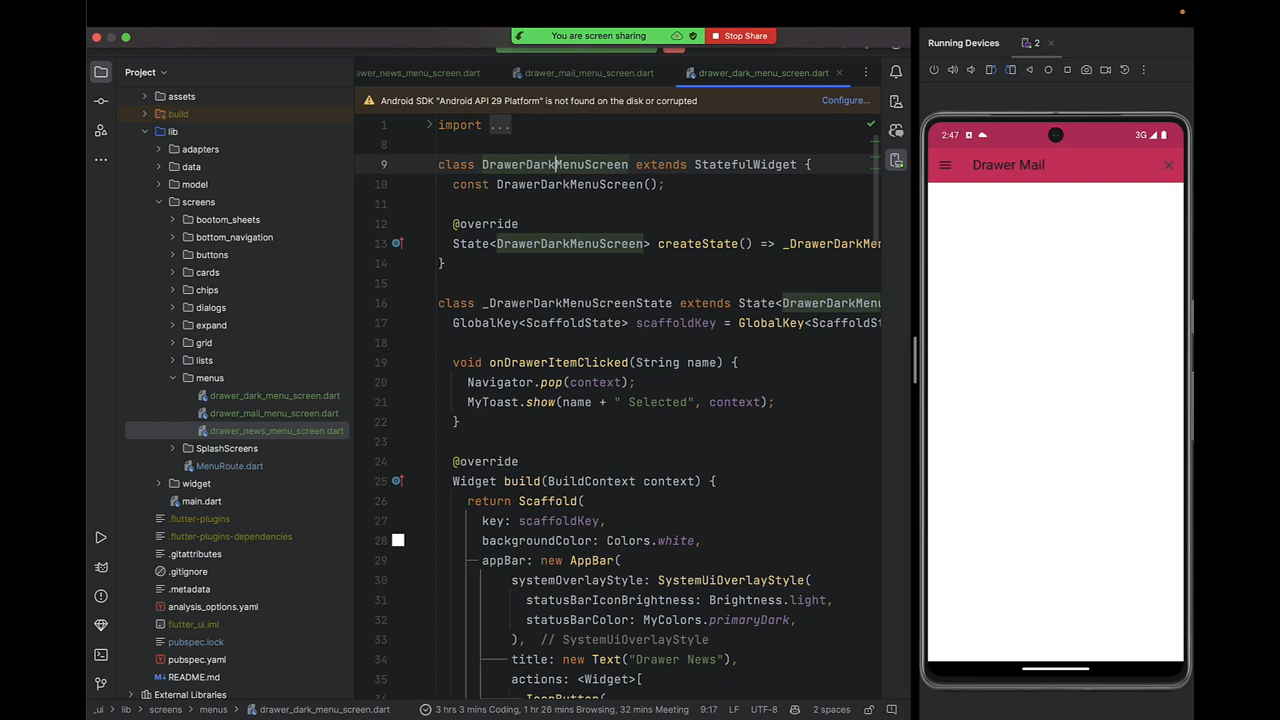 You are screen sharing
Stop Share
Running Devices
2
Project
awer_news_menu_screen.dart
drawer_mail_menu_screen.dart
drawer_dark_menu_screen.dart
assets
build
lib
adapters
data
model
screens
bootom_sheets
bottom_navigation
buttons
cards
chips
dialogs
expand
grid
lists
menus
drawer_dark_menu_screen.dart
drawer_mail_menu_screen.dart
drawer_news_menu_screen.dart
SplashScreens
MenuRoute.dart
widget
main.dart
.flutter-plugins
.flutter-plugins-dependencies
.gitattributes
.gitignore
.metadata
analysis_options.yaml
flutter_ui.iml
pubspec.lock
pubspec.yaml
README.md
External Libraries
Android SDK "Android API 29 Platform" is not found on the disk or corrupted
Configure...
1 import ...
8
9 class DrawerDarkMenuScreen extends StatefulWidget {
10 const DrawerDarkMenuScreen();
11
12 @override
13 State<DrawerDarkMenuScreen> createState() => _DrawerDarkMen
14 }
15
16 class _DrawerDarkMenuScreenState extends State<DrawerDarkMenu
17 GlobalKey<ScaffoldState> scaffoldKey = GlobalKey<ScaffoldSt
18
19 void onDrawerItemClicked(String name) {
20 Navigator.pop(context);
21 MyToast.show(name + " Selected", context);
22 }
23
24 @override
25 Widget build(BuildContext context) {
26 return Scaffold(
27 key: scaffoldKey,
28 backgroundColor: Colors.white,
29 appBar: new AppBar(
30 systemOverlayStyle: SystemUiOverlayStyle(
31 statusBarIconBrightness: Brightness.light,
32 statusBarColor: MyColors.primaryDark,
33 ), // SystemUiOverlayStyle
34 title: new Text("Drawer News"),
35 actions: <Widget>[
36 IconButton(
2:47
3G
Drawer Mail
_ui
lib
screens
menus
drawer_dark_menu_screen.dart
3 hrs 3 mins Coding, 1 hr 26 mins Browsing, 32 mins Meeting
9:17
LF
UTF-8
2 spaces